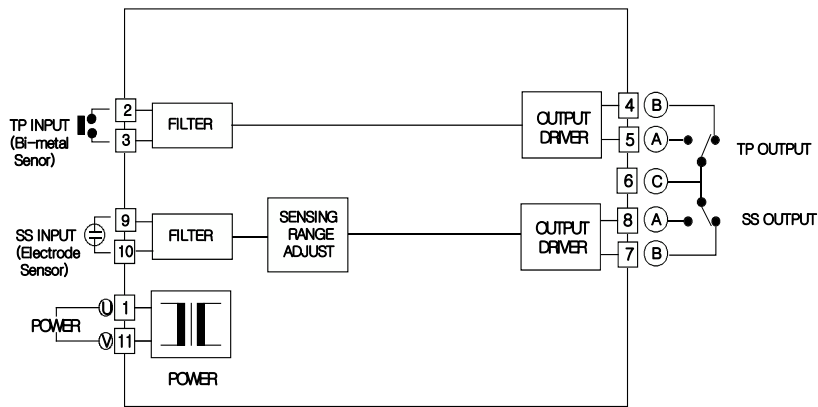 TP INPUT
(Bi-metal
Senor)
2
3
FILTER
OUTPUT
DRIVER
4
B
5
A
6
C
TP OUTPUT
SS INPUT
(Electrode
Sensor)
9
10
FILTER
SENSING
RANGE
ADJUST
OUTPUT
DRIVER
8
A
7
B
SS OUTPUT
POWER
U
1
V
11
POWER